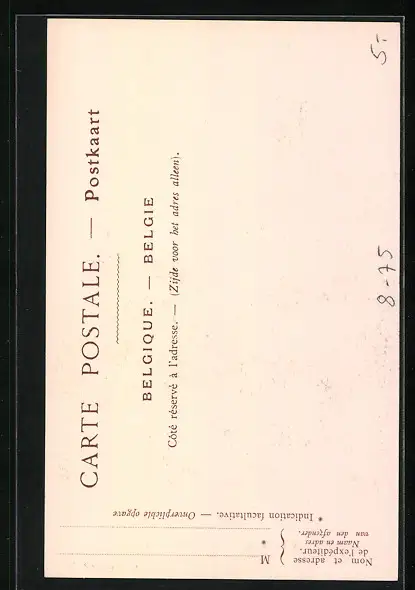 CARTE POSTALE. — Postkaart
BELGIQUE. — BELGIE
Côté réservé à l'adresse. — (Zijde voor het adres alleen).
Nom et adresse
de l'expéditeur.
Naam en adres
van den afzender.
M
*
* Indication facultative. — Onverplichte opgave
5.-
8-75